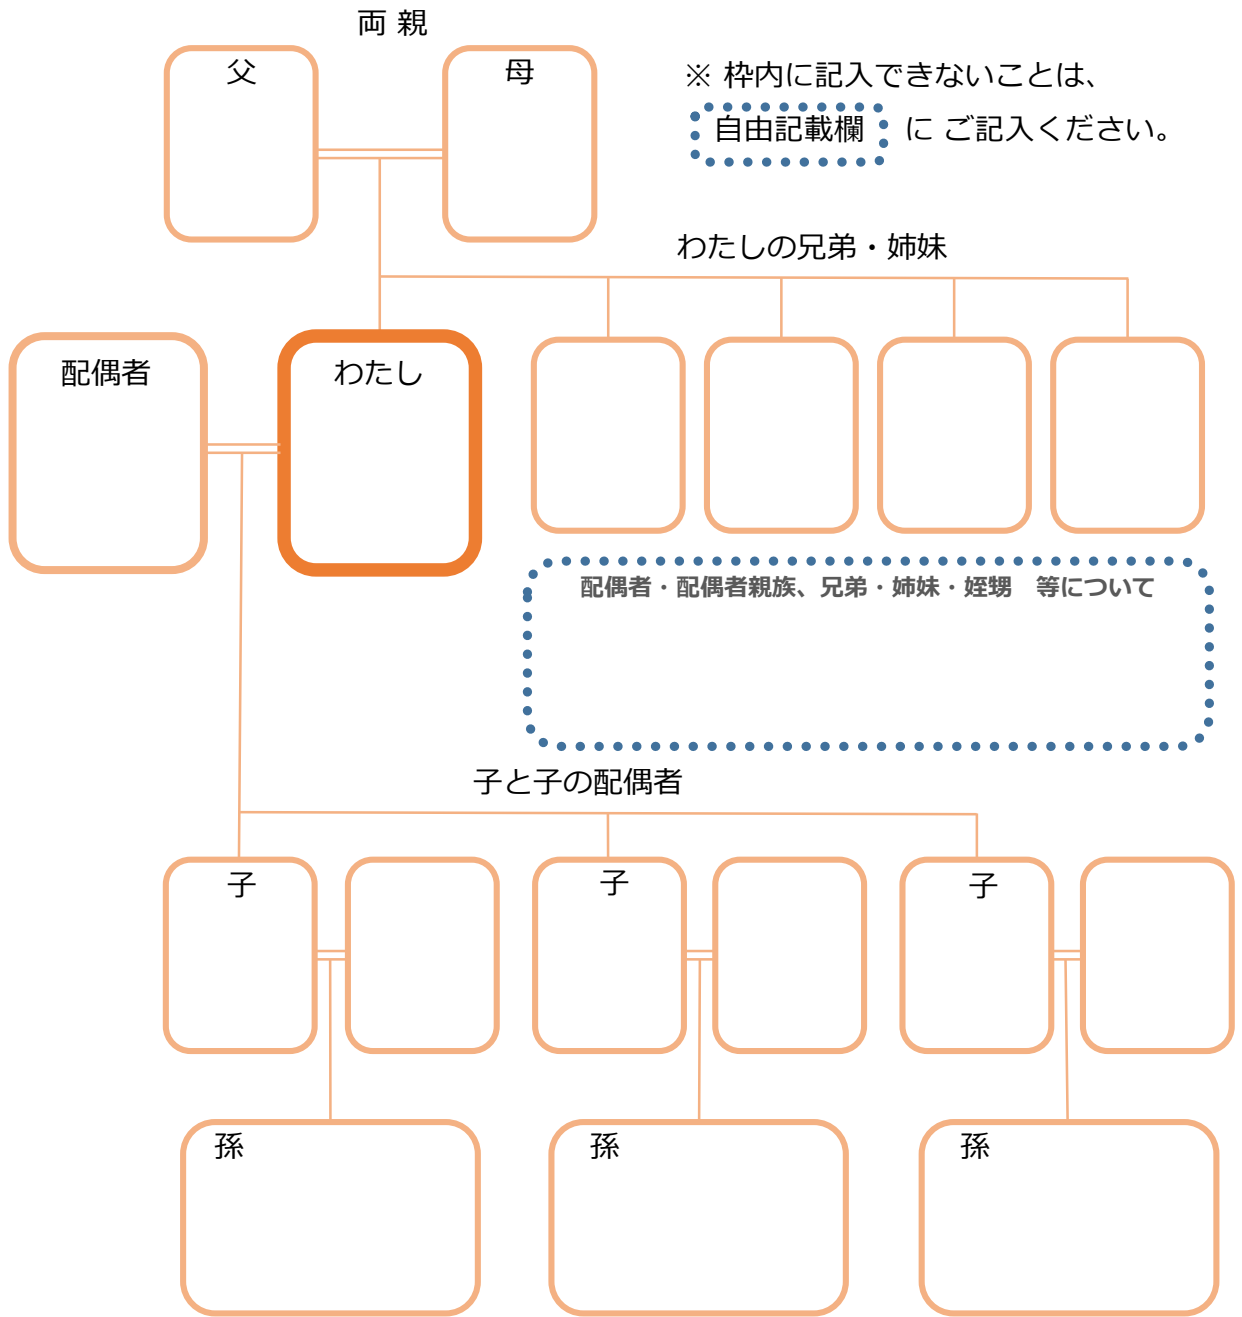 両 親
父
母
※ 枠内に記入できないことは、
自由記載欄 に ご記入ください。
わたしの兄弟・姉妹
配偶者
わたし
配偶者・配偶者親族、兄弟・姉妹・姪甥　等について
子と子の配偶者
子
子
子
孫
孫
孫